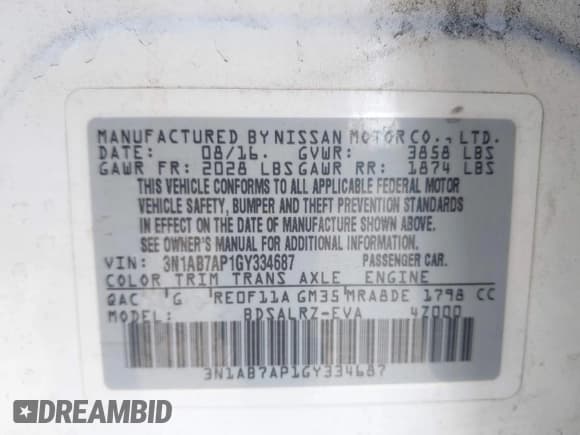 MANUFACTURED BY NISSAN MOTOR CO., LTD.
DATE: 08/16. GVWR: 3858 LBS
GAWR FR: 2028 LBS GAWR RR: 1874 LBS
THIS VEHICLE CONFORMS TO ALL APPLICABLE FEDERAL MOTOR
VEHICLE SAFETY, BUMPER AND THEFT PREVENTION STANDARDS
IN EFFECT ON THE DATE OF MANUFACTURE SHOWN ABOVE.
SEE OWNER'S MANUAL FOR ADDITIONAL INFORMATION.
VIN: 3N1AB7AP1GY334687 PASSENGER CAR.
COLOR TRIM TRANS AXLE ENGINE
QAC G RE0F11A GM35 MRA8DE 1798 CC
MODEL: BDSALRZ-EVA 4Z000
3N1AB7AP1GY334687
DREAMBID
DREAMBID